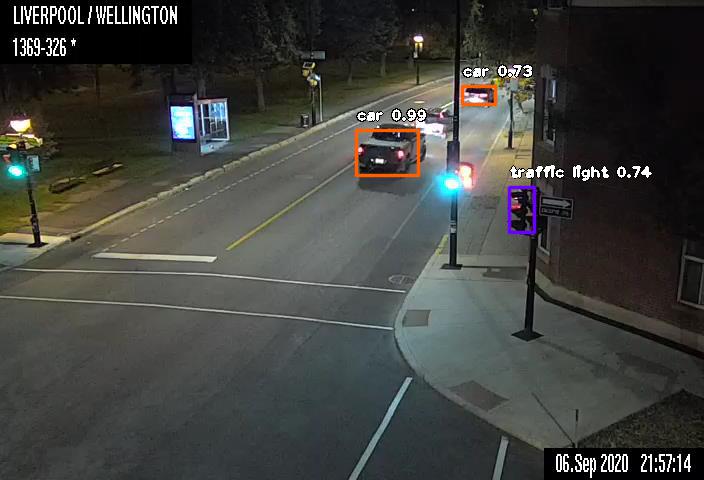 LIVERPOOL / WELLINGTON
1369-326 *
car 0.73
car 0.99
traffic light 0.74
06.Sep 2020 21:57:14